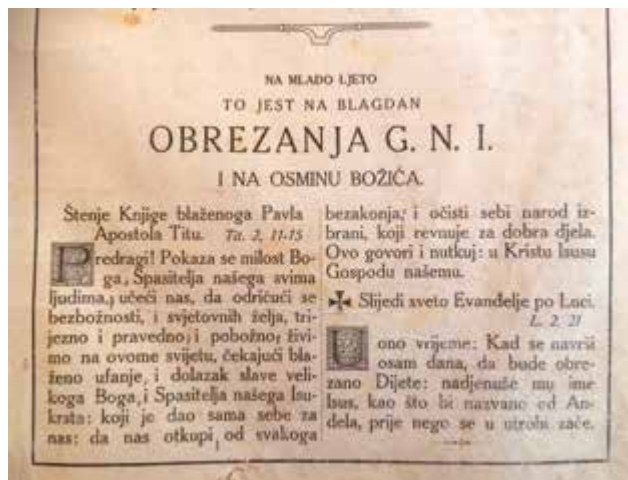 NA MLADO LJETO
TO JEST NA BLAGDAN
OBREZANJA G. N. I.
I NA OSMINU BOŽIĆA.
Štenje Knjige blaženoga Pavla
Apostola Titu. Ta. 2, 11-15
Predragi! Pokaza se milost Bo-
ga, Spasitelja našega svima
ljudima, učeći nas, da odričući se
bezbožnosti, i svjetovnih želja, tri-
jezno i pravedno, i pobožno, živi-
mo na ovome svijetu, čekajući bla-
ženo ufanje, i dolazak slave veli-
koga Boga, i Spasitelja našega Isu-
krsta: koji je dao sama sebe za
nas: da nas otkupi od svakoga
bezakonja; i očisti sebi narod iz-
brani, koji revnuje za dobra djela.
Ovo govori i nutkuj: u Kristu Isusu
Gospodu našemu.
✠ Slijedi sveto Evanđelje po Luci.
L. 2, 21
U ono vrijeme: Kad se navrši
osam dana, da bude obre-
zano Dijete: nadjenuše mu ime
Isus, kao što bi nazvano od An-
đela, prije nego se u utrobi zače.